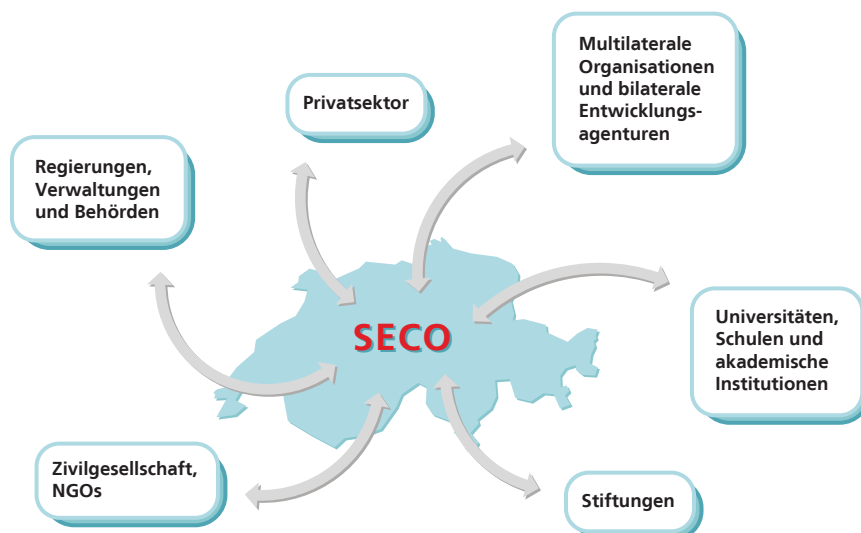 Multilaterale
Organisationen
und bilaterale
Entwicklungs-
agenturen
Privatsektor
Regierungen,
Verwaltungen
und Behörden
SECO
Universitäten,
Schulen und
akademische
Institutionen
Zivilgesellschaft,
NGOs
Stiftungen